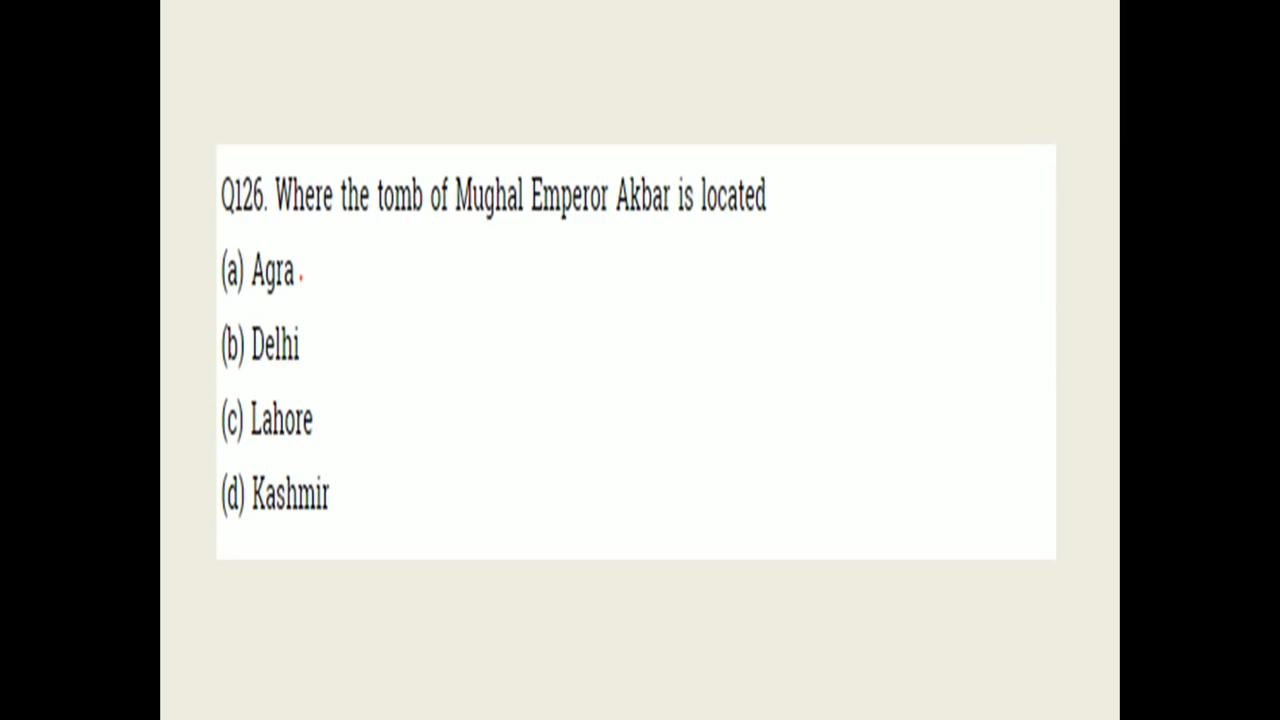 Q126. Where the tomb of Mughal Emperor Akbar is located
(a) Agra
(b) Delhi
(c) Lahore
(d) Kashmir